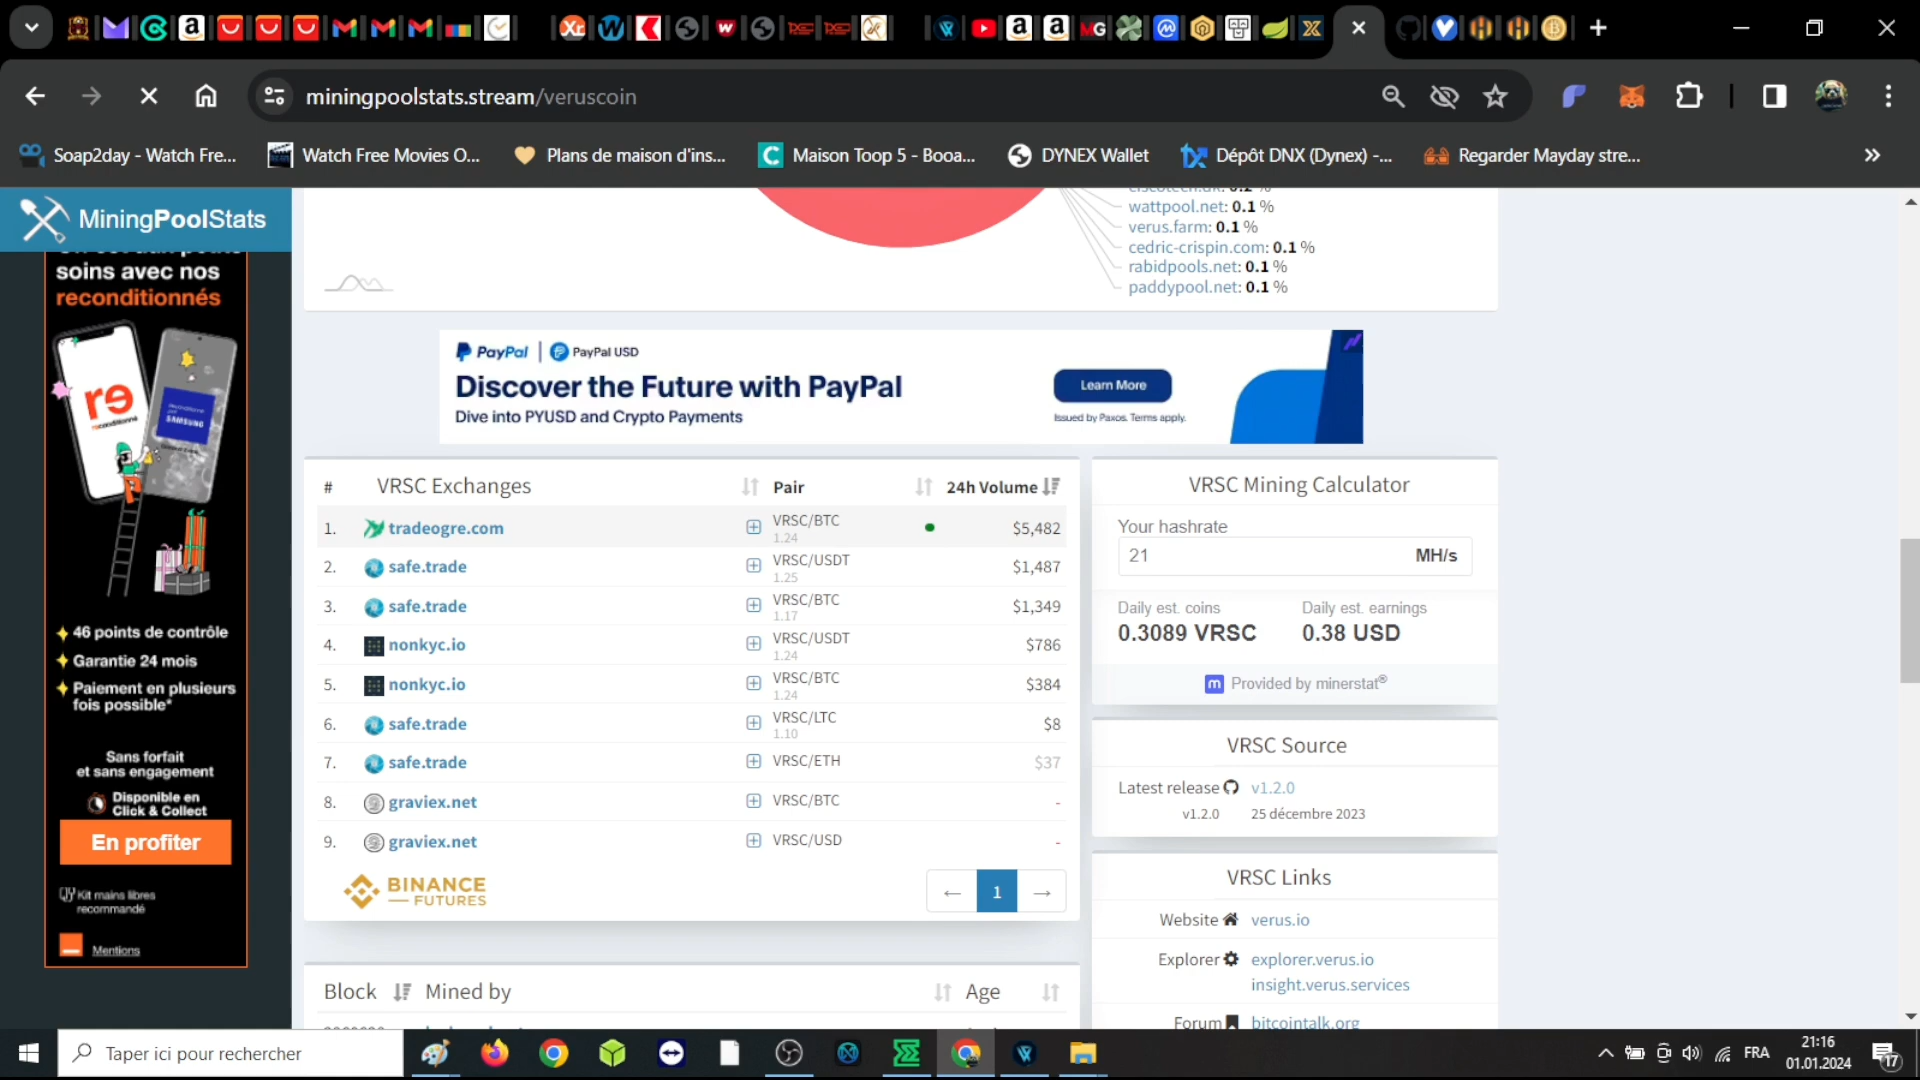 miningpoolstats.stream/veruscoin
Soap2day - Watch Fre...
Watch Free Movies O...
Plans de maison d'ins...
Maison Toop 5 - Booa...
DYNEX Wallet
Dépôt DNX (Dynex) -...
Regarder Mayday stre...
MiningPoolStats
soins avec nos
reconditionnés
re
reconditionné
SAMSUNG
46 points de contrôle
Garantie 24 mois
Paiement en plusieurs
fois possible*
Sans forfait
et sans engagement
Disponible en
Click & Collect
En profiter
Kit mains libres
recommandé
Mentions
wattpool.net: 0.1 %
verus.farm: 0.1 %
cedric-crispin.com: 0.1 %
rabidpools.net: 0.1 %
paddypool.net: 0.1 %
PayPal | PayPal USD
Discover the Future with PayPal
Dive into PYUSD and Crypto Payments
Learn More
Issued by Paxos. Terms apply.
# VRSC Exchanges Pair 24h Volume
1. tradeogre.com VRSC/BTC $5,482
1.24
2. safe.trade VRSC/USDT $1,487
1.25
3. safe.trade VRSC/BTC $1,349
1.17
4. nonkyc.io VRSC/USDT $786
1.24
5. nonkyc.io VRSC/BTC $384
1.24
6. safe.trade VRSC/LTC $8
1.10
7. safe.trade VRSC/ETH $37
8. graviex.net VRSC/BTC -
9. graviex.net VRSC/USD -
BINANCE
FUTURES
← 1 →
Block Mined by Age
VRSC Mining Calculator
Your hashrate
21 MH/s
Daily est. coins Daily est. earnings
0.3089 VRSC 0.38 USD
m Provided by minerstat®
VRSC Source
Latest release v1.2.0
v1.2.0 25 décembre 2023
VRSC Links
Website verus.io
Explorer explorer.verus.io
insight.verus.services
Forum bitcointalk.org
Taper ici pour rechercher
FRA
21:16
01.01.2024
17